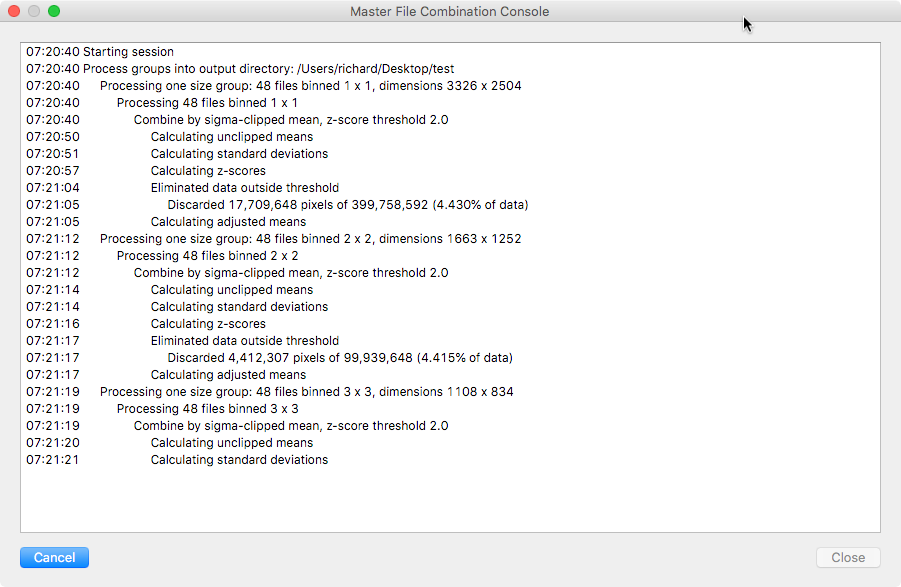 Master File Combination Console
07:20:40 Starting session
07:20:40 Process groups into output directory: /Users/richard/Desktop/test
07:20:40 Processing one size group: 48 files binned 1 x 1, dimensions 3326 x 2504
07:20:40 Processing 48 files binned 1 x 1
07:20:40 Combine by sigma-clipped mean, z-score threshold 2.0
07:20:50 Calculating unclipped means
07:20:51 Calculating standard deviations
07:20:57 Calculating z-scores
07:21:04 Eliminated data outside threshold
07:21:05 Discarded 17,709,648 pixels of 399,758,592 (4.430% of data)
07:21:05 Calculating adjusted means
07:21:12 Processing one size group: 48 files binned 2 x 2, dimensions 1663 x 1252
07:21:12 Processing 48 files binned 2 x 2
07:21:12 Combine by sigma-clipped mean, z-score threshold 2.0
07:21:14 Calculating unclipped means
07:21:14 Calculating standard deviations
07:21:16 Calculating z-scores
07:21:17 Eliminated data outside threshold
07:21:17 Discarded 4,412,307 pixels of 99,939,648 (4.415% of data)
07:21:17 Calculating adjusted means
07:21:19 Processing one size group: 48 files binned 3 x 3, dimensions 1108 x 834
07:21:19 Processing 48 files binned 3 x 3
07:21:19 Combine by sigma-clipped mean, z-score threshold 2.0
07:21:20 Calculating unclipped means
07:21:21 Calculating standard deviations
Cancel
Close